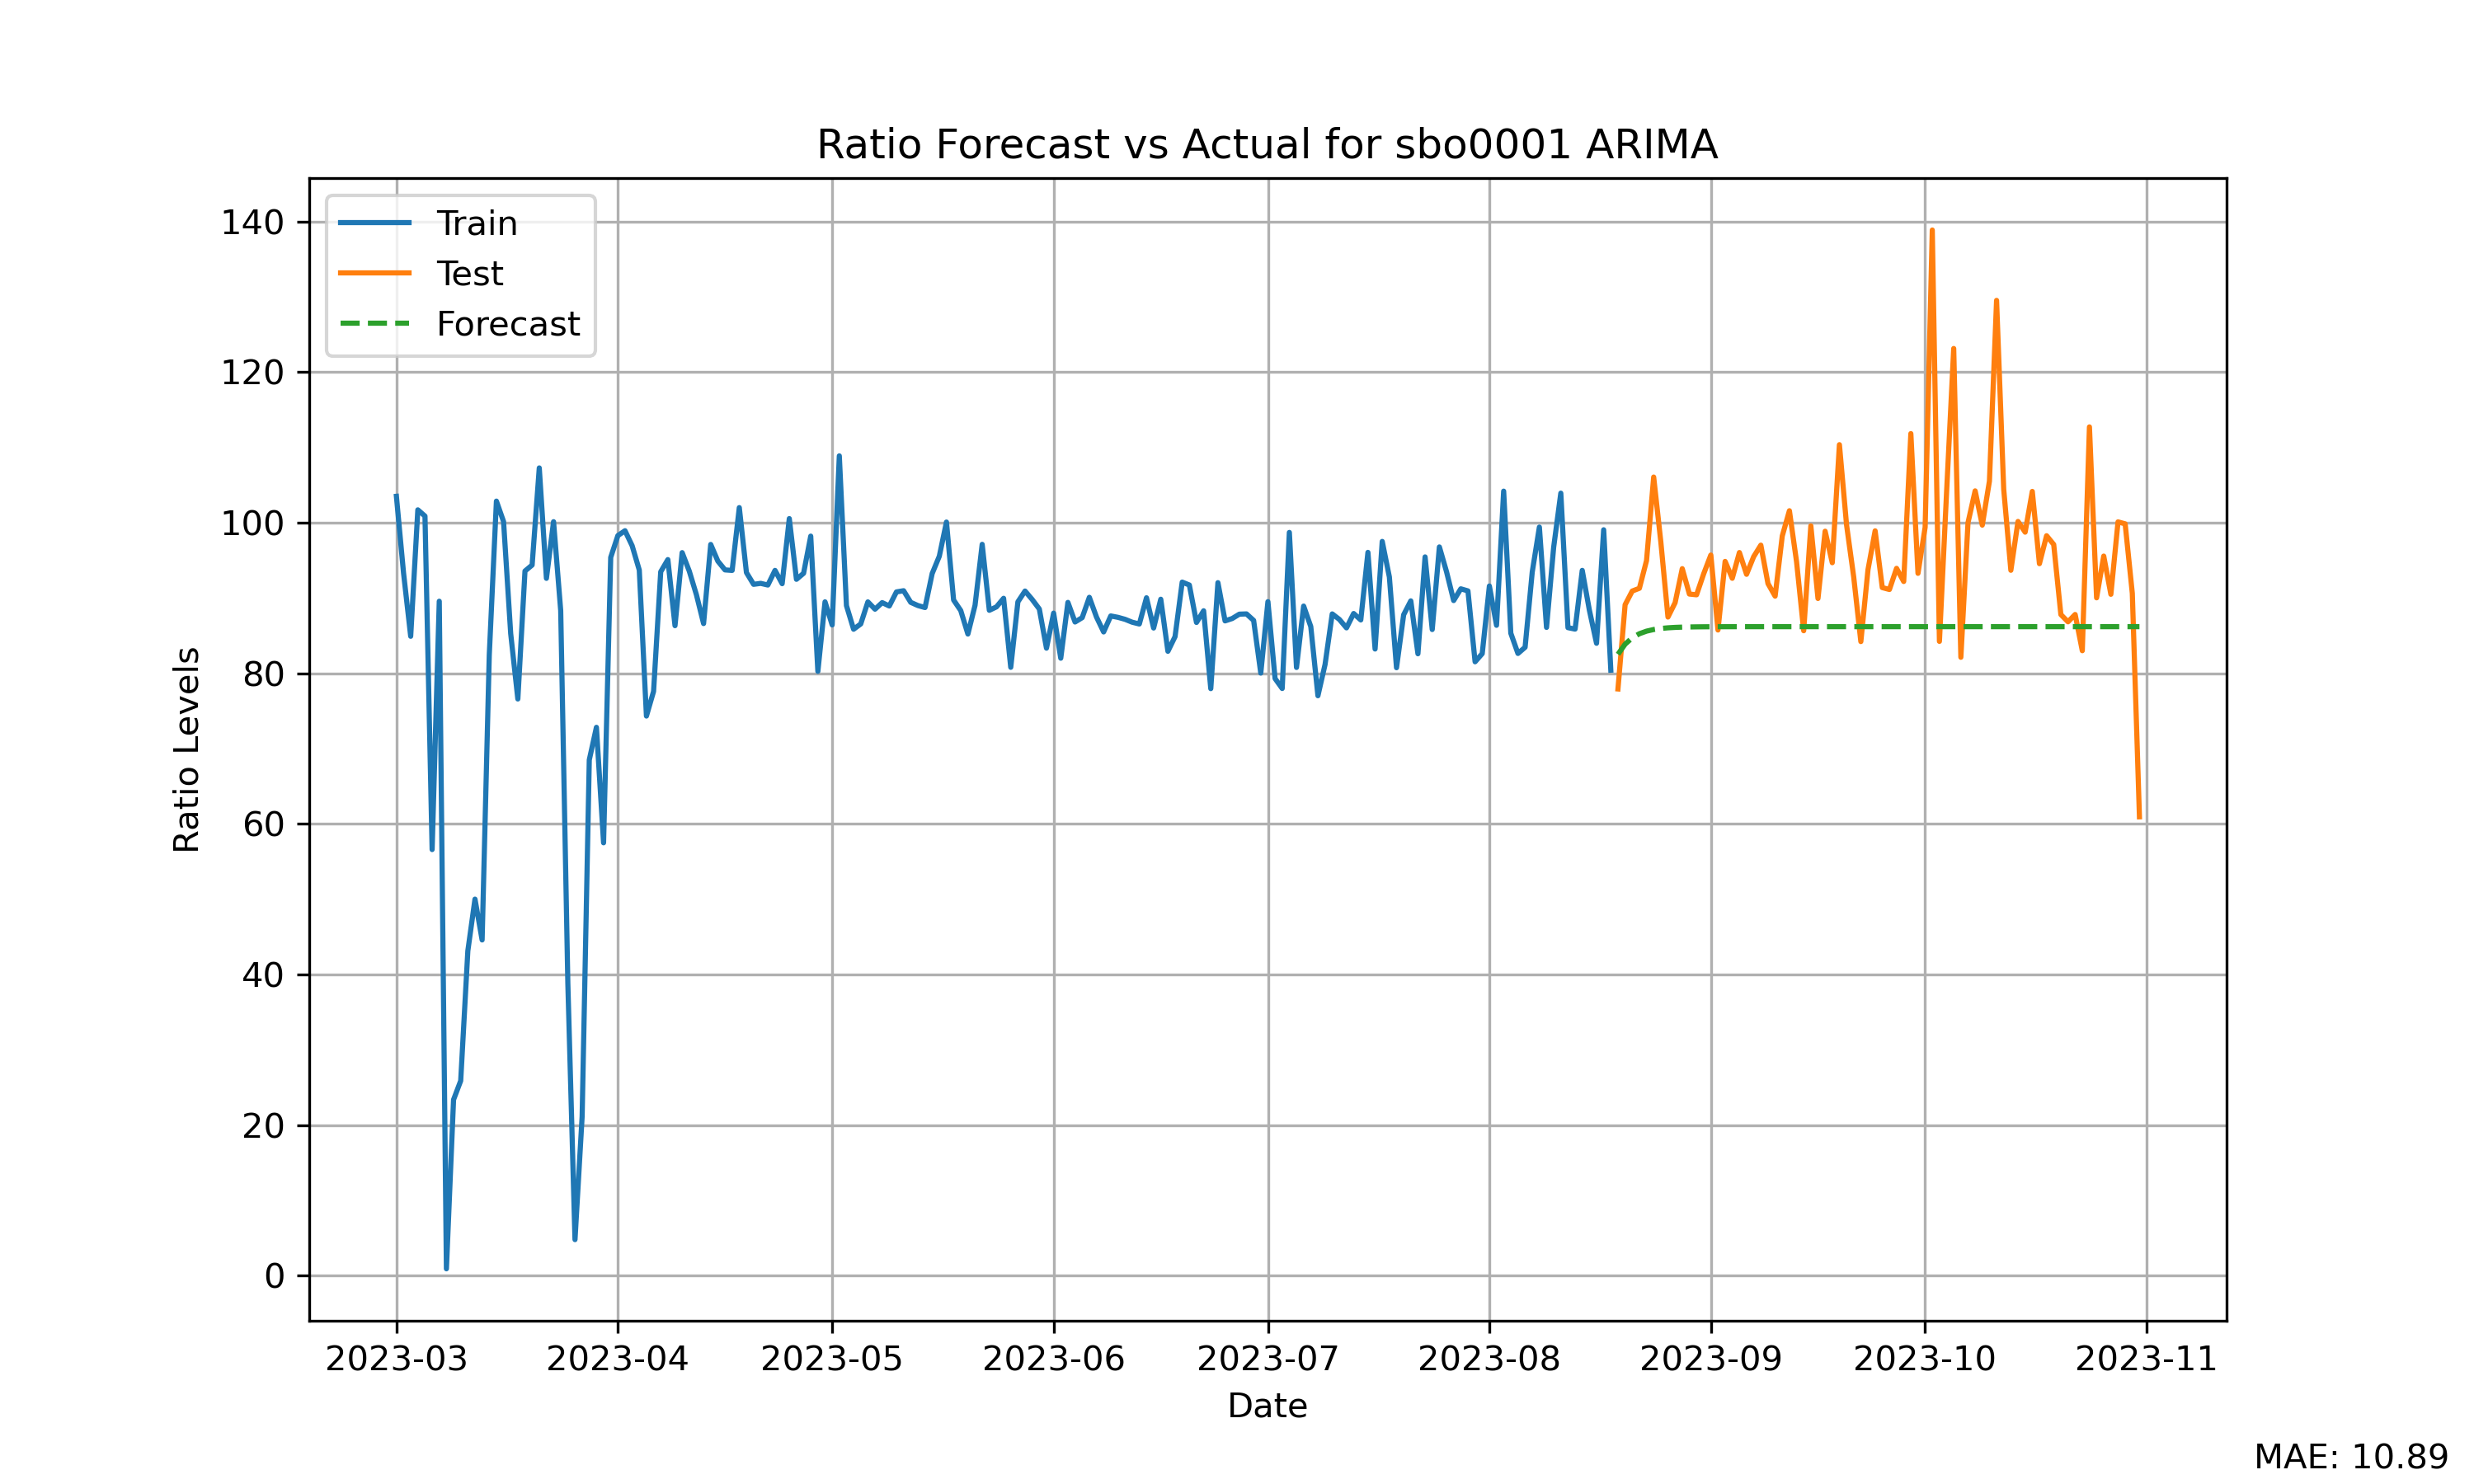 Ratio Forecast vs Actual for sbo0001 ARIMA
Train
Test
Forecast
140
120
100
80
60
40
20
0
Ratio Levels
2023-03 2023-04 2023-05 2023-06 2023-07 2023-08 2023-09 2023-10 2023-11
Date
MAE: 10.89